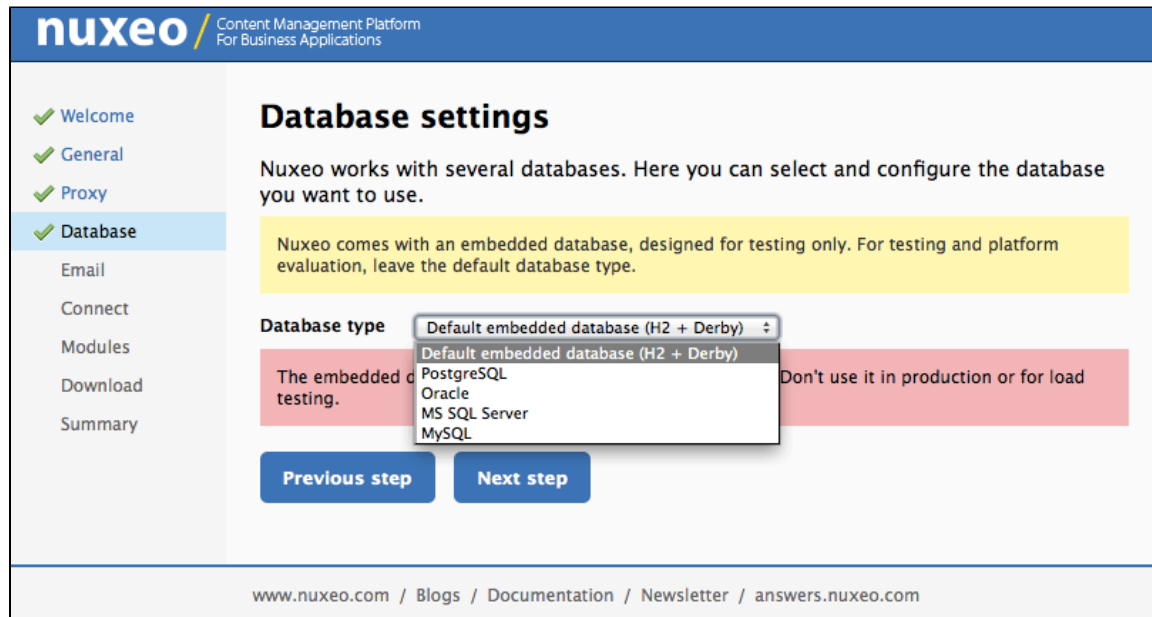 nuxeo / Content Management Platform
For Business Applications
Welcome
General
Proxy
Database
Email
Connect
Modules
Download
Summary
Database settings
Nuxeo works with several databases. Here you can select and configure the database
you want to use.
Nuxeo comes with an embedded database, designed for testing only. For testing and platform
evaluation, leave the default database type.
Database type Default embedded database (H2 + Derby)
Default embedded database (H2 + Derby)
PostgreSQL
Oracle
MS SQL Server
MySQL
The embedded Don't use it in production or for load
testing.
Previous step Next step
www.nuxeo.com / Blogs / Documentation / Newsletter / answers.nuxeo.com